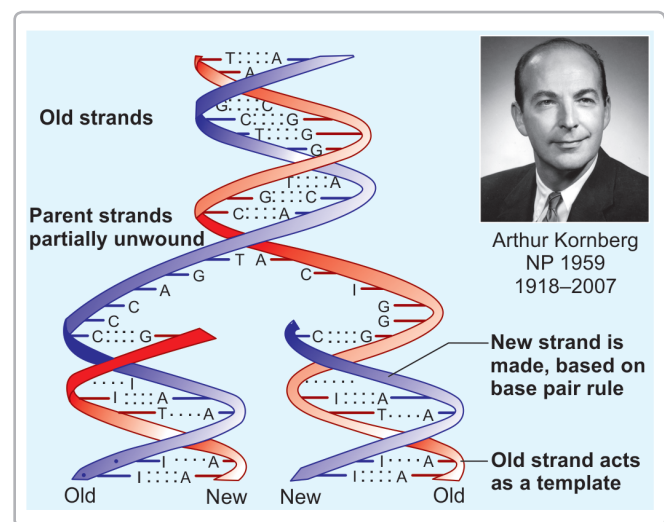 T::::A
A
G::::C
Old strands
C::::G
T:::G
G
T:::A
G::::C
Parent strands
C:::A
partially unwound
Arthur Kornberg
NP 1959
1918–2007
T A
G
C
A
I
C
G
C
G
C::::G
C::::G
New strand is
made, based on
base pair rule
I
I:::A
I:::A
T....A
T....A
I....A
I....A
Old strand acts
as a template
I::::A
I::::A
Old
New
New
Old